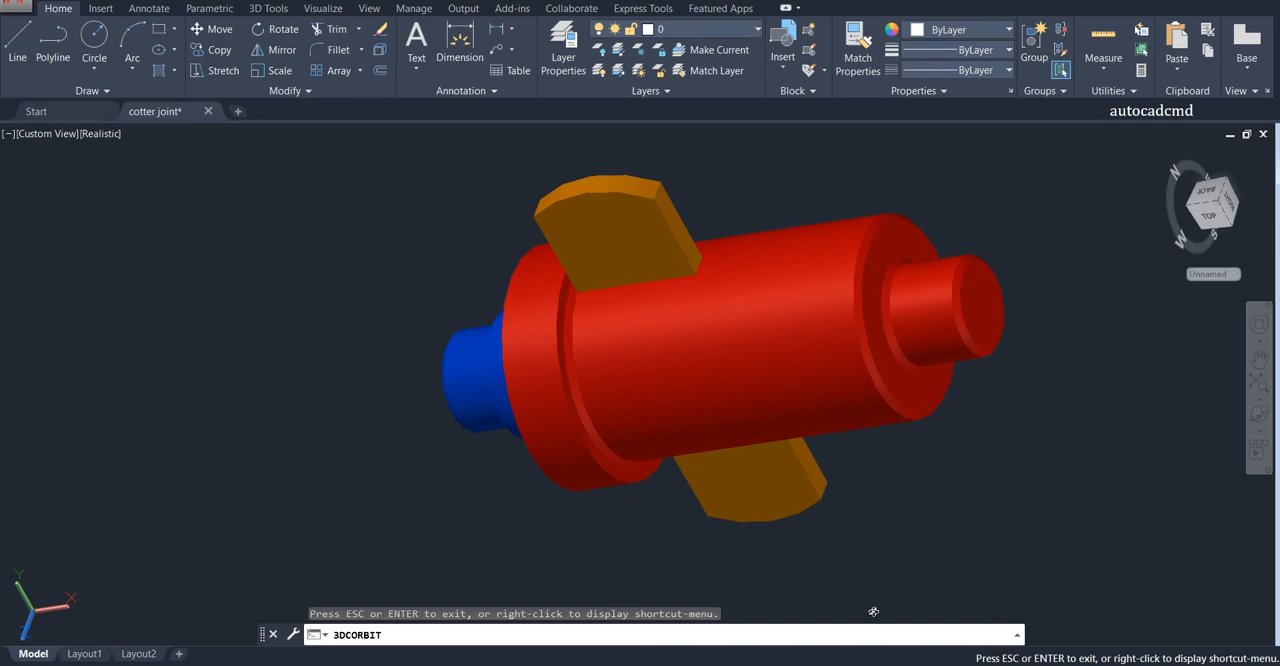 Home Insert Annotate Parametric 3D Tools Visualize View Manage Output Add-ins Collaborate Express Tools Featured Apps
Line Polyline Circle Arc
Move Rotate Trim
Copy Mirror Fillet
Stretch Scale Array
Text Dimension Table
Layer Properties
0
Make Current
Match Layer
Insert
Match Properties
ByLayer
ByLayer
ByLayer
Group Measure Paste Base
Draw Modify Annotation Layers Block Properties Groups Utilities Clipboard View
Start cotter joint* autocadcmd
[−][Custom View][Realistic]
N
BACK
RIGHT
TOP
W S
Unnamed
Y
X
Press ESC or ENTER to exit, or right-click to display shortcut-menu.
3DCORBIT
Model Layout1 Layout2 +
Press ESC or ENTER to exit, or right-click to display shortcut-menu.